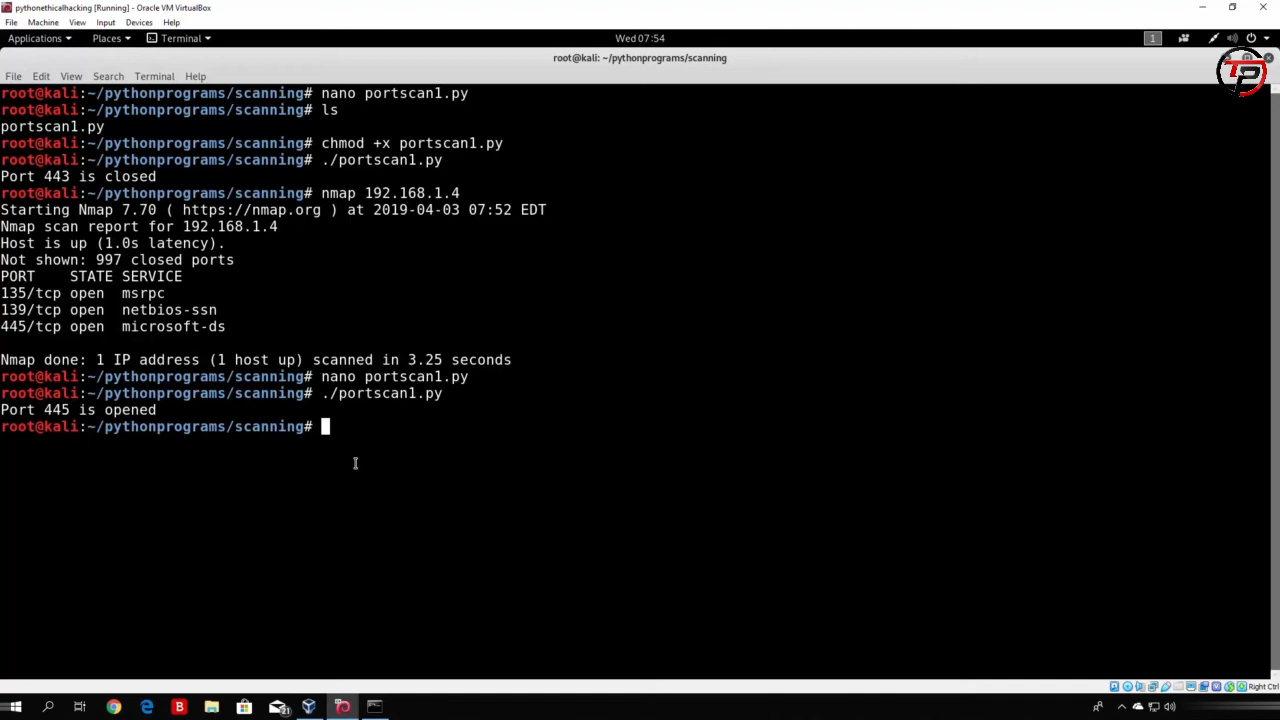 pythonethicalhacking [Running] - Oracle VM VirtualBox
File Machine View Input Devices Help
Applications Places Terminal Wed 07:54 1
root@kali: ~/pythonprograms/scanning
TP
File Edit View Search Terminal Help
root@kali:~/pythonprograms/scanning# nano portscan1.py
root@kali:~/pythonprograms/scanning# ls
portscan1.py
root@kali:~/pythonprograms/scanning# chmod +x portscan1.py
root@kali:~/pythonprograms/scanning# ./portscan1.py
Port 443 is closed
root@kali:~/pythonprograms/scanning# nmap 192.168.1.4
Starting Nmap 7.70 ( https://nmap.org ) at 2019-04-03 07:52 EDT
Nmap scan report for 192.168.1.4
Host is up (1.0s latency).
Not shown: 997 closed ports
PORT    STATE SERVICE
135/tcp open  msrpc
139/tcp open  netbios-ssn
445/tcp open  microsoft-ds
Nmap done: 1 IP address (1 host up) scanned in 3.25 seconds
root@kali:~/pythonprograms/scanning# nano portscan1.py
root@kali:~/pythonprograms/scanning# ./portscan1.py
Port 445 is opened
root@kali:~/pythonprograms/scanning#
Right Ctrl
B 21